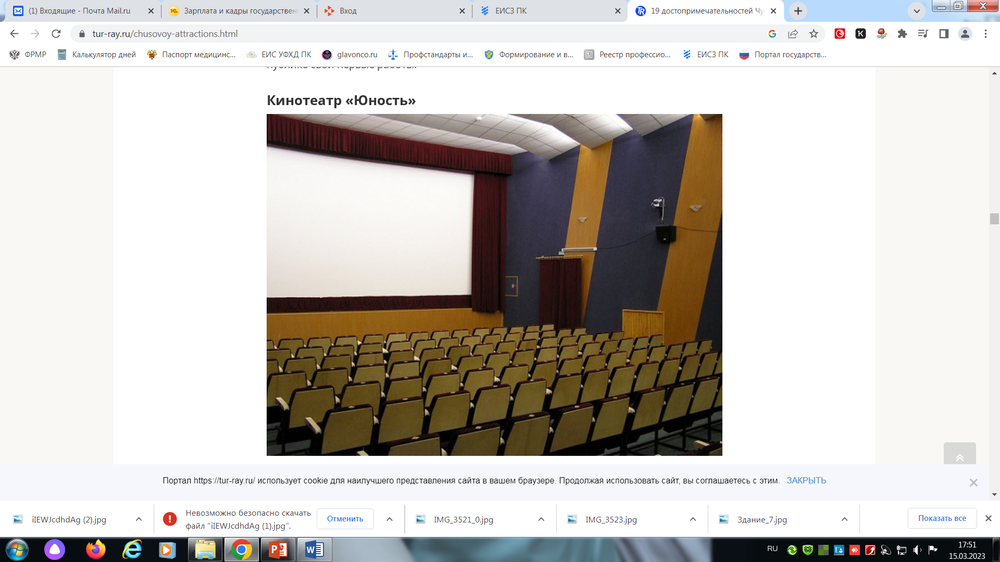 (1) Входящие - Почта Mail.ru
Зарплата и кадры государствен
Вход
ЕИСЗ ПК
19 достопримечательностей Чу
tur-ray.ru/chusovoy-attractions.html
ФРМР
Калькулятор дней
Паспорт медицинс...
ЕИС УФХД ПК
glavonco.ru
Профстандарты и...
Формирование и в...
Реестр профессио...
ЕИСЗ ПК
Портал государств...
публике свои первые работы.
Кинотеатр «Юность»
Портал https://tur-ray.ru/ использует cookie для наилучшего представления сайта в вашем браузере. Продолжая использовать сайт, вы соглашаетесь с этим. ЗАКРЫТЬ
iIEWJcdhdAg (2).jpg
Невозможно безопасно скачать
файл "iIEWJcdhdAg (1).jpg".
Отменить
IMG_3521_0.jpg
IMG_3523.jpg
Здание_7.jpg
Показать все
RU
17:51
15.03.2023